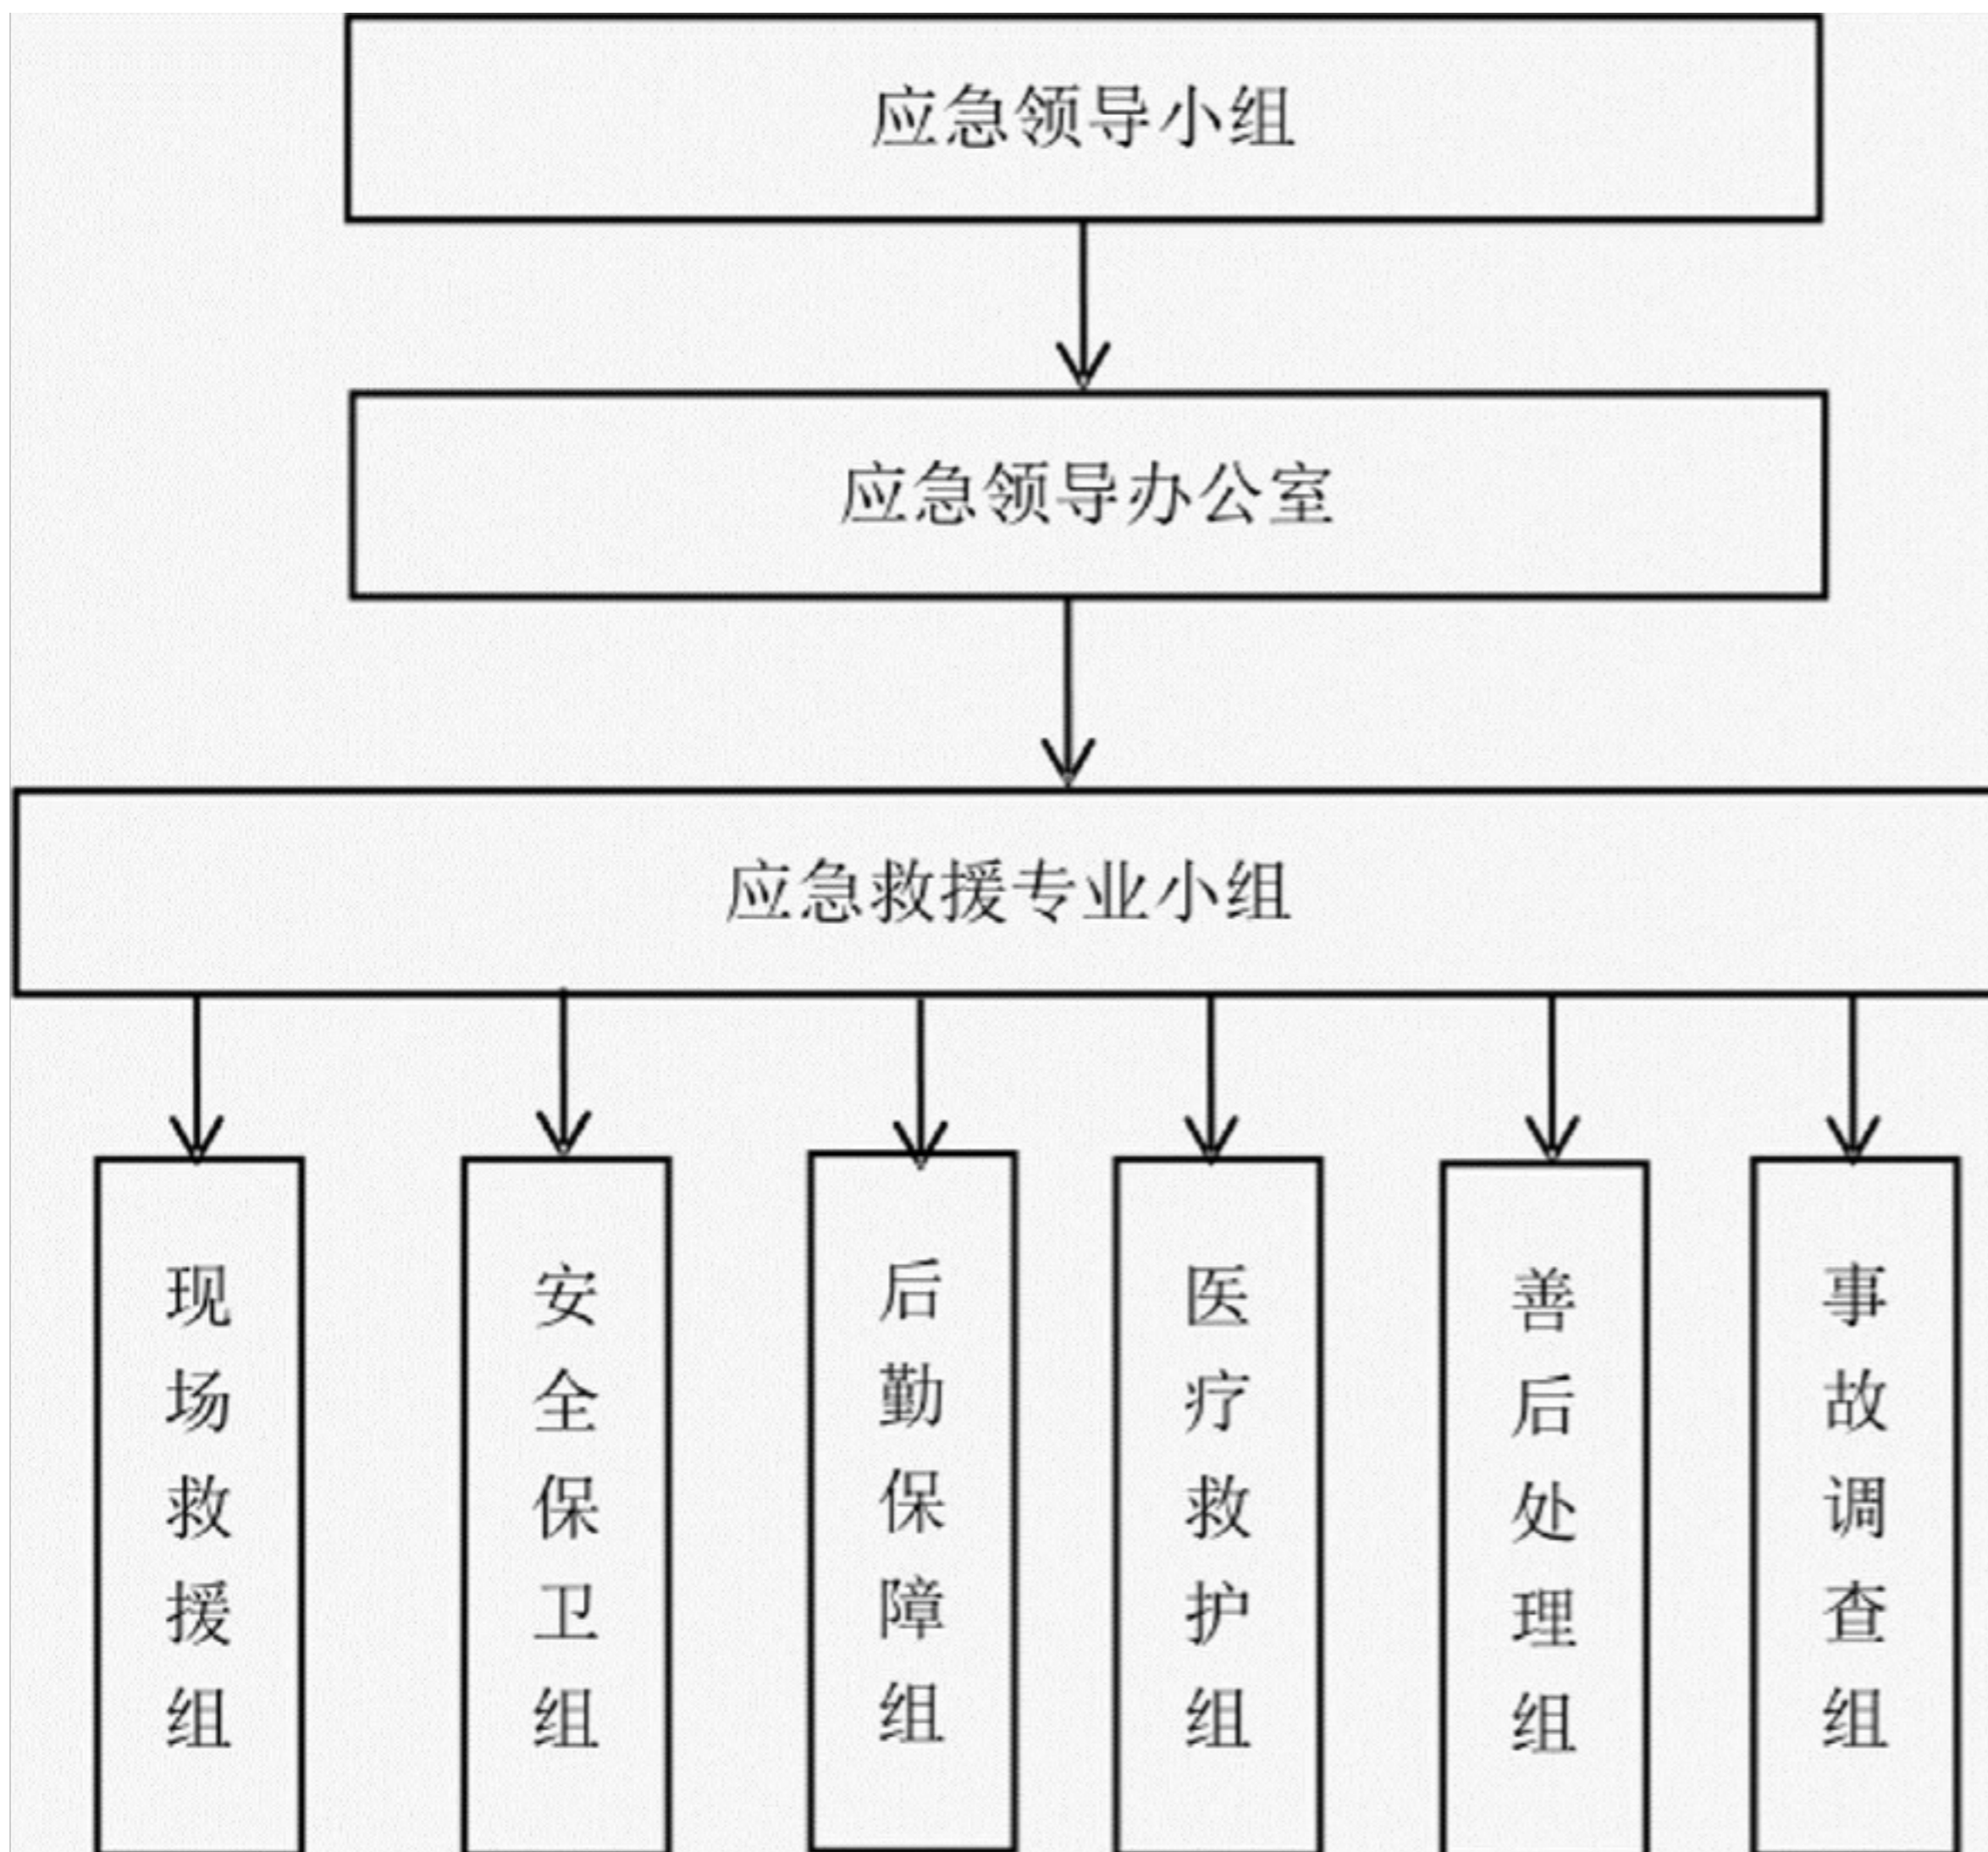 应急领导小组
应急领导办公室
应急救援专业小组
现场救援组
安全保卫组
后勤保障组
医疗救护组
善后处理组
事故调查组